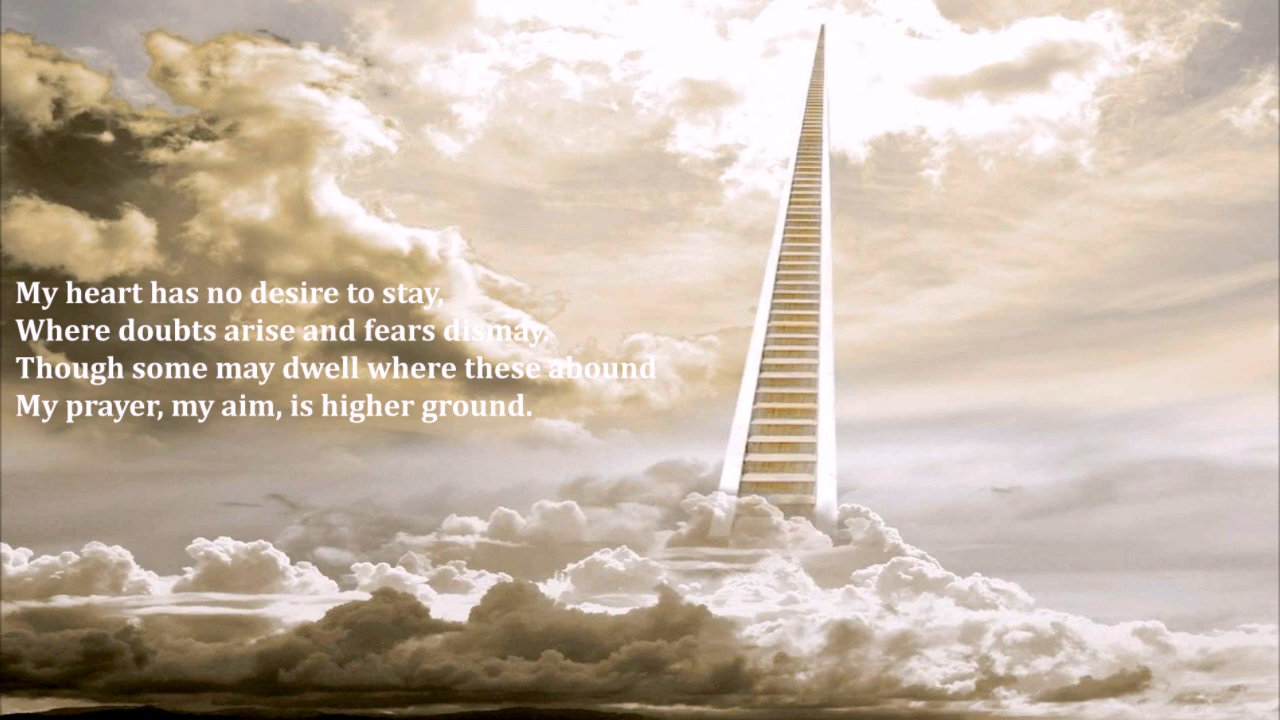 My heart has no desire to stay,
Where doubts arise and fears dismay,
Though some may dwell where these abound
My prayer, my aim, is higher ground.